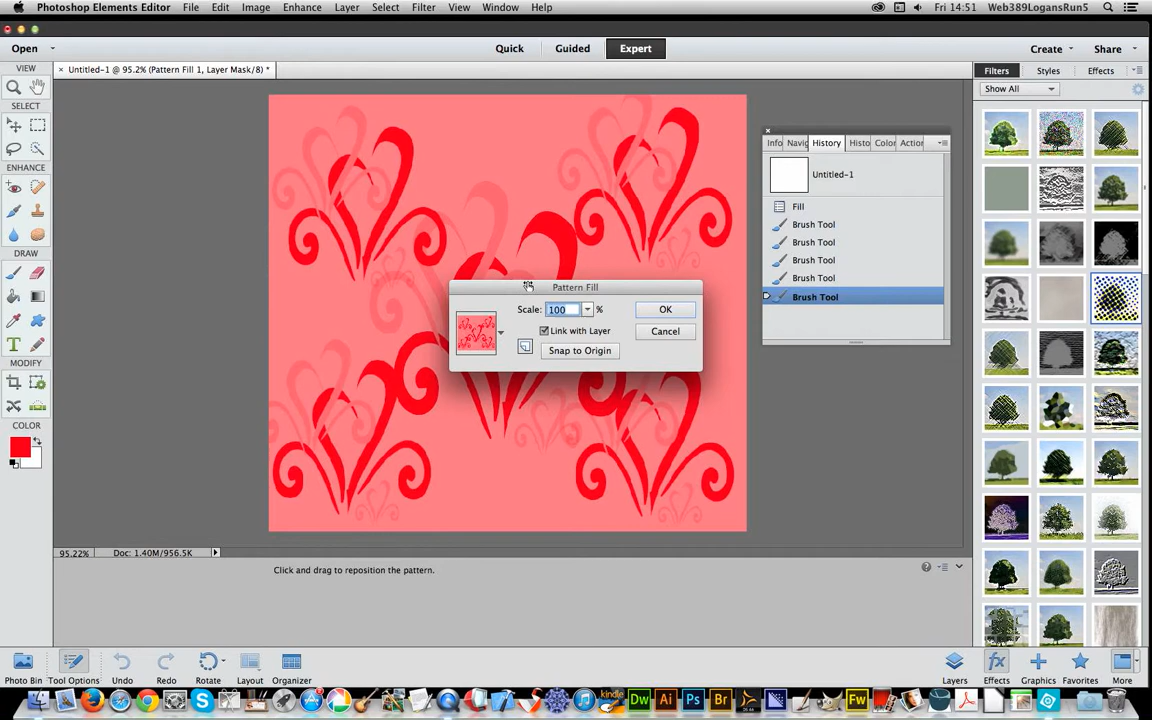 Photoshop Elements Editor File Edit Image Enhance Layer Select Filter View Window Help Fri 14:51 Web389LogansRun5
Open Quick Guided Expert Create Share
VIEW × Untitled-1 @ 95.2% (Pattern Fill 1, Layer Mask/8) * Filters Styles Effects
Show All
SELECT
Info Navig History Histo Color Action
ENHANCE
Untitled-1
Fill
Brush Tool
Brush Tool
DRAW
Brush Tool
Brush Tool
Brush Tool
Pattern Fill
Scale: 100 % OK
Link with Layer Cancel
Snap to Origin
MODIFY
COLOR
95.22% Doc: 1.40M/956.5K
Click and drag to reposition the pattern.
Photo Bin Tool Options Undo Redo Rotate Layout Organizer Layers Effects Graphics Favorites More
kindle Dw Ai Ps Br Fw